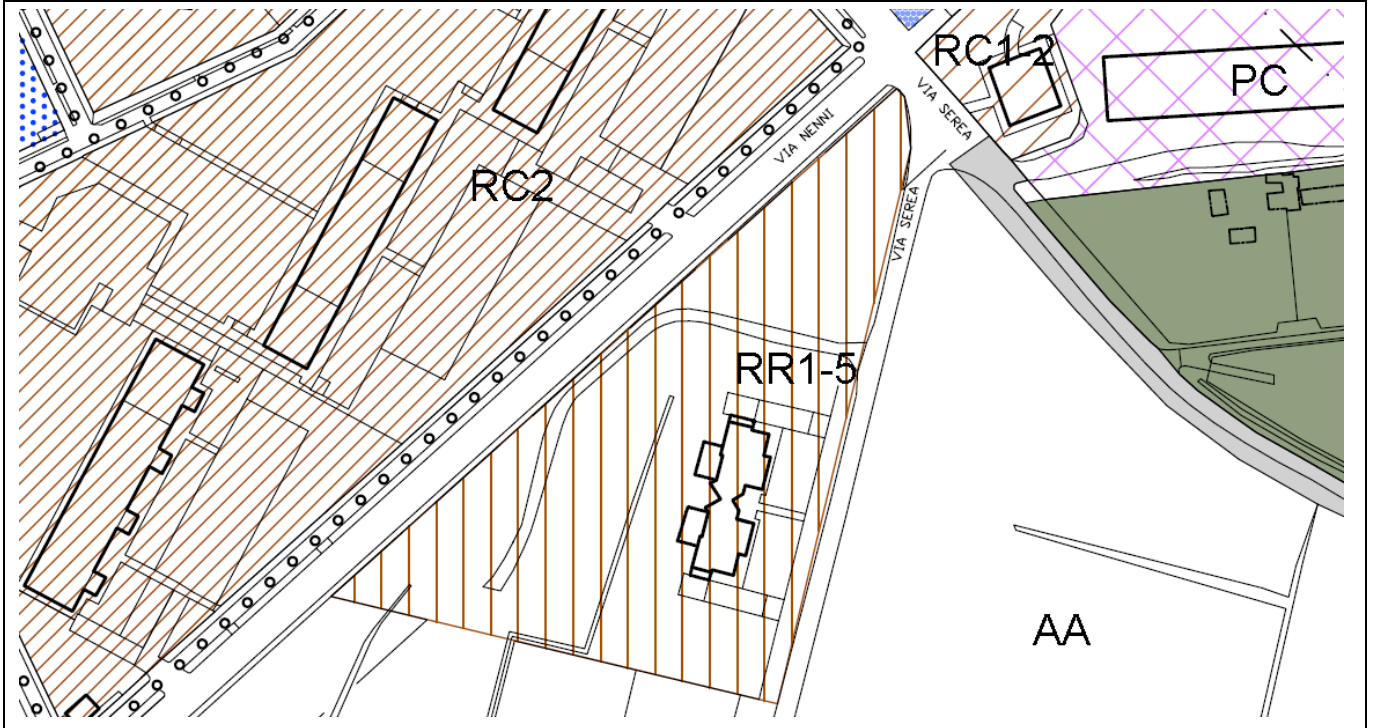 RC1-2
PC
VIA SEREA
VIA NENNI
RC2
VIA SEREA
RR1-5
AA